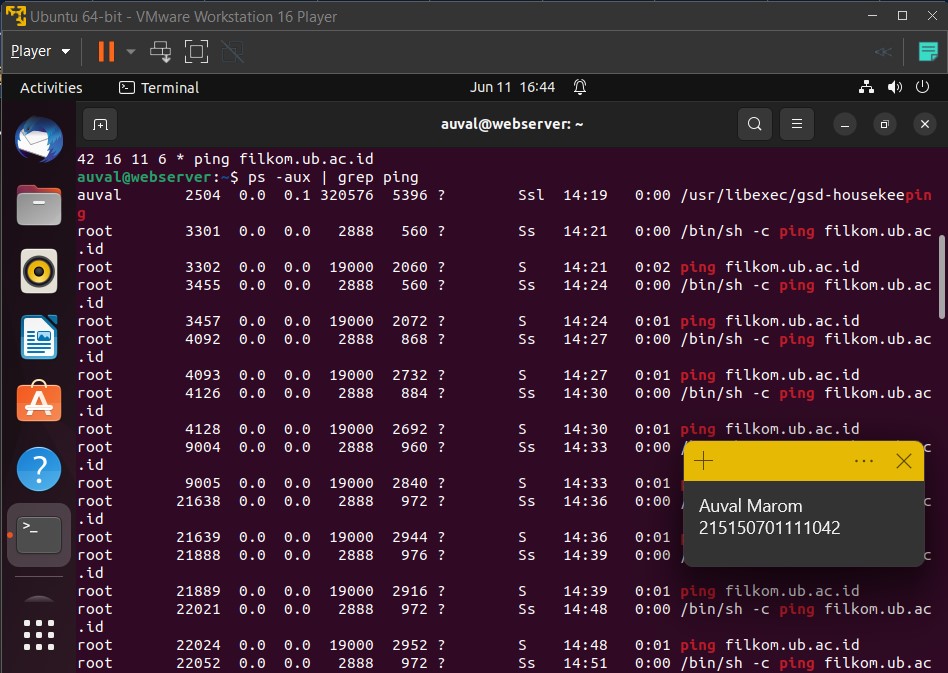 Ubuntu 64-bit - VMware Workstation 16 Player
Player
Activities Terminal Jun 11 16:44
auval@webserver: ~
42 16 11 6 * ping filkom.ub.ac.id
auval@webserver:~$ ps -aux | grep ping
auval 2504 0.0 0.1 320576 5396 ? Ssl 14:19 0:00 /usr/libexec/gsd-housekeepin
g
root 3301 0.0 0.0 2888 560 ? Ss 14:21 0:00 /bin/sh -c ping filkom.ub.ac
.id
root 3302 0.0 0.0 19000 2060 ? S 14:21 0:02 ping filkom.ub.ac.id
root 3455 0.0 0.0 2888 560 ? Ss 14:24 0:00 /bin/sh -c ping filkom.ub.ac
.id
root 3457 0.0 0.0 19000 2072 ? S 14:24 0:01 ping filkom.ub.ac.id
root 4092 0.0 0.0 2888 868 ? Ss 14:27 0:00 /bin/sh -c ping filkom.ub.ac
.id
root 4093 0.0 0.0 19000 2732 ? S 14:27 0:01 ping filkom.ub.ac.id
root 4126 0.0 0.0 2888 884 ? Ss 14:30 0:00 /bin/sh -c ping filkom.ub.ac
.id
root 4128 0.0 0.0 19000 2692 ? S 14:30 0:01 ping filkom.ub.ac.id
root 9004 0.0 0.0 2888 960 ? Ss 14:33 0:00
.id
root 9005 0.0 0.0 19000 2840 ? S 14:33 0:01
root 21638 0.0 0.0 2888 972 ? Ss 14:36 0:00
.id
root 21639 0.0 0.0 19000 2944 ? S 14:36 0:01
root 21888 0.0 0.0 2888 976 ? Ss 14:39 0:00
.id
root 21889 0.0 0.0 19000 2916 ? S 14:39 0:01 ping filkom.ub.ac.id
root 22021 0.0 0.0 2888 972 ? Ss 14:48 0:00 /bin/sh -c ping filkom.ub.ac
.id
root 22024 0.0 0.0 19000 2952 ? S 14:48 0:01 ping filkom.ub.ac.id
root 22052 0.0 0.0 2888 972 ? Ss 14:51 0:00 /bin/sh -c ping filkom.ub.ac
Auval Marom
215150701111042